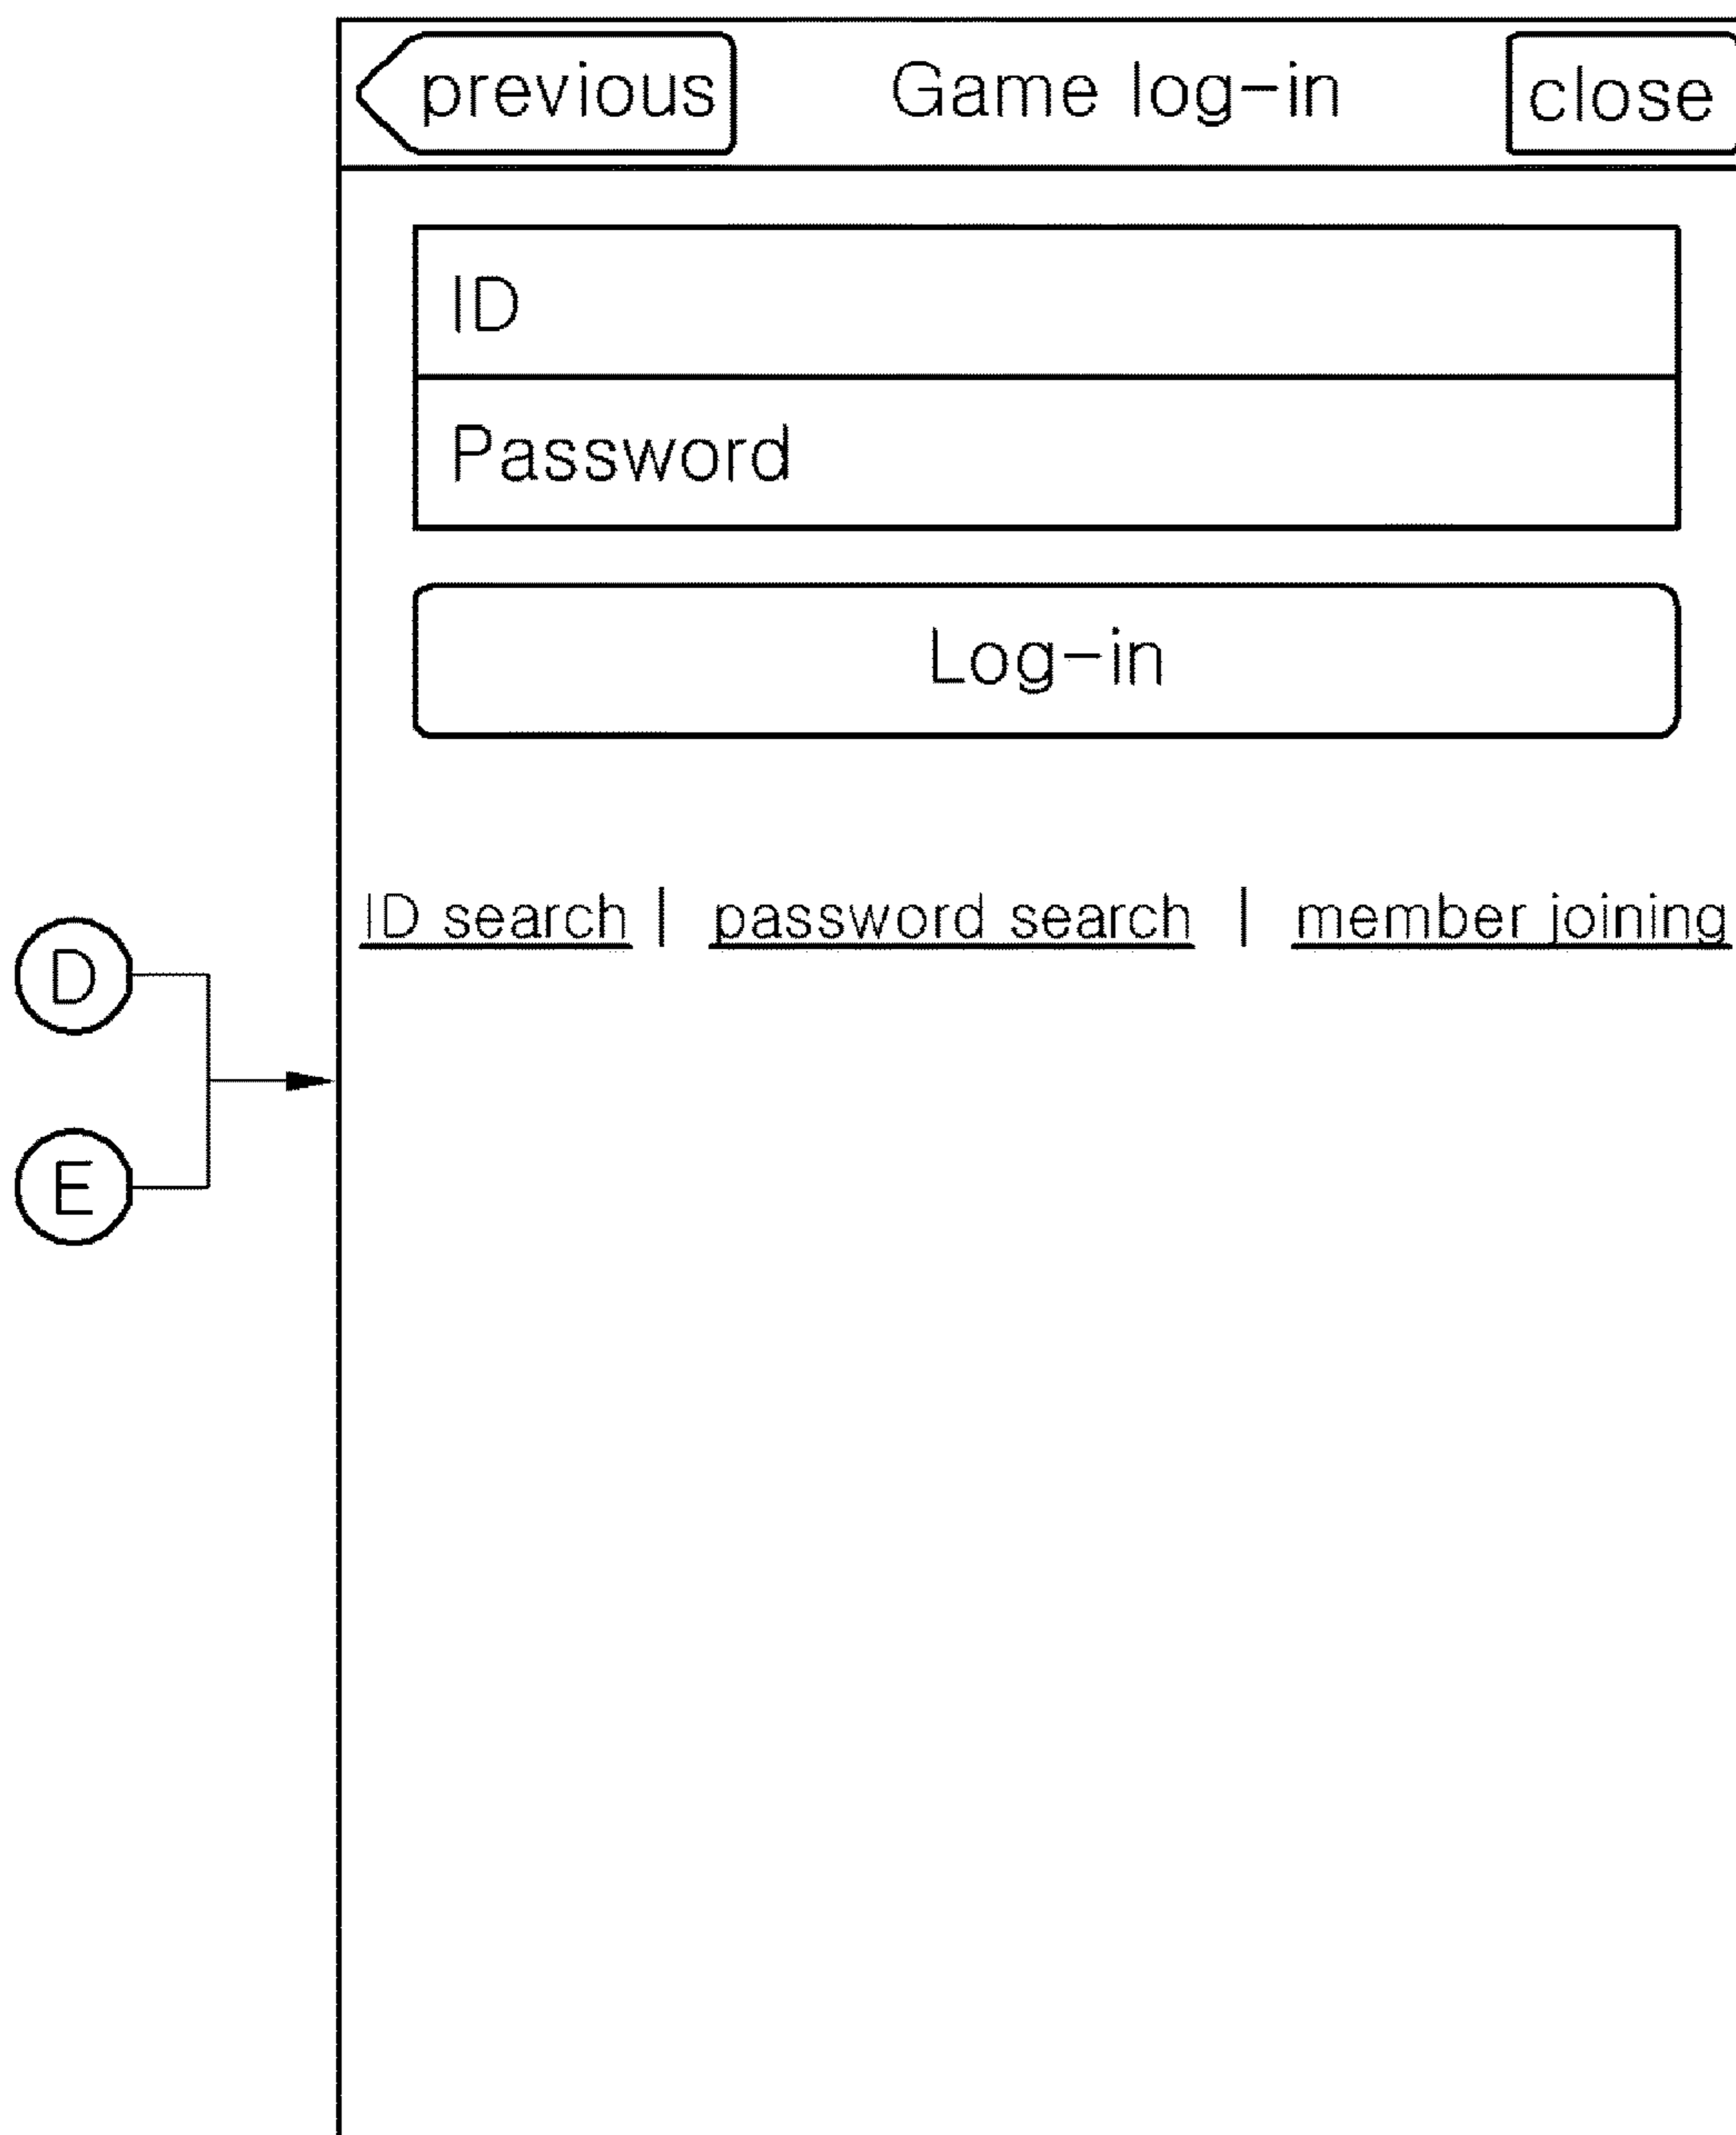 previous Game log-in close
ID
Password
Log-in
ID search | password search | member joining
D
E